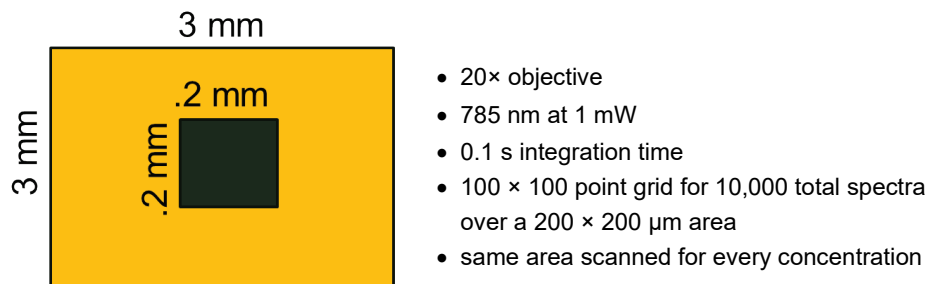 3 mm
.2 mm
3 mm
.2 mm
• 20× objective
• 785 nm at 1 mW
• 0.1 s integration time
• 100 × 100 point grid for 10,000 total spectra
over a 200 × 200 µm area
• same area scanned for every concentration